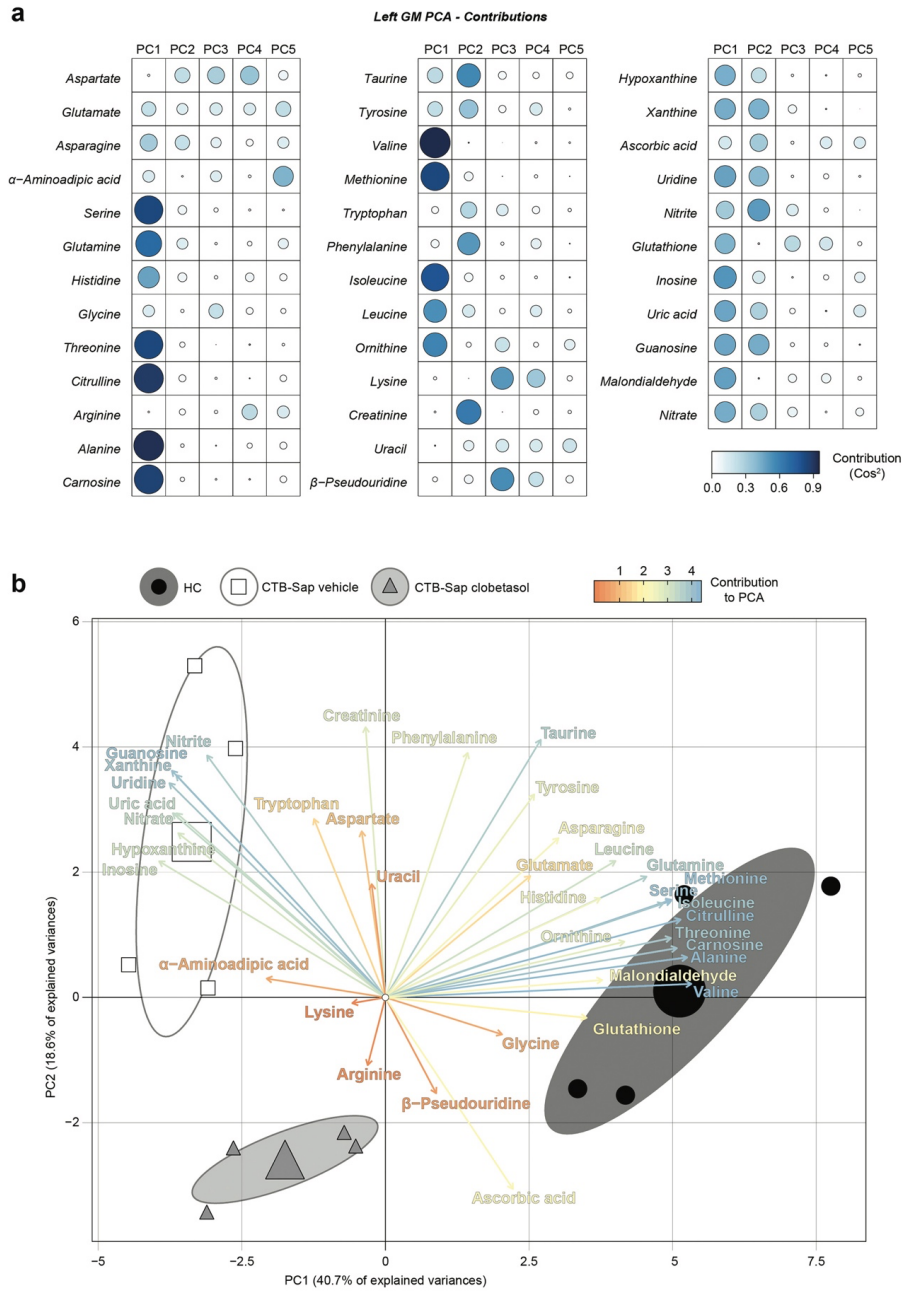 a
Left GM PCA - Contributions
PC1 PC2 PC3 PC4 PC5
Aspartate
Glutamate
Asparagine
α−Aminoadipic acid
Serine
Glutamine
Histidine
Glycine
Threonine
Citrulline
Arginine
Alanine
Carnosine
PC1 PC2 PC3 PC4 PC5
Taurine
Tyrosine
Valine
Methionine
Tryptophan
Phenylalanine
Isoleucine
Leucine
Ornithine
Lysine
Creatinine
Uracil
β−Pseudouridine
PC1 PC2 PC3 PC4 PC5
Hypoxanthine
Xanthine
Ascorbic acid
Uridine
Nitrite
Glutathione
Inosine
Uric acid
Guanosine
Malondialdehyde
Nitrate
0.0 0.3 0.6 0.9
Contribution
(Cos²)
b
HC
CTB-Sap vehicle
CTB-Sap clobetasol
1 2 3 4
Contribution
to PCA
6
4
2
0
−2
PC2 (18.6% of explained variances)
Creatinine
Phenylalanine
Taurine
Nitrite
Guanosine
Xanthine
Uridine
Uric acid
Nitrate
Hypoxanthine
Inosine
Tryptophan
Aspartate
Uracil
Tyrosine
Asparagine
Leucine
Glutamate
Glutamine
Methionine
Serine
Histidine
Isoleucine
Citrulline
Ornithine
Threonine
Carnosine
Alanine
α−Aminoadipic acid
Malondialdehyde
Valine
Lysine
Glutathione
Glycine
Arginine
β−Pseudouridine
Ascorbic acid
−5 −2.5 0 2.5 5 7.5
PC1 (40.7% of explained variances)